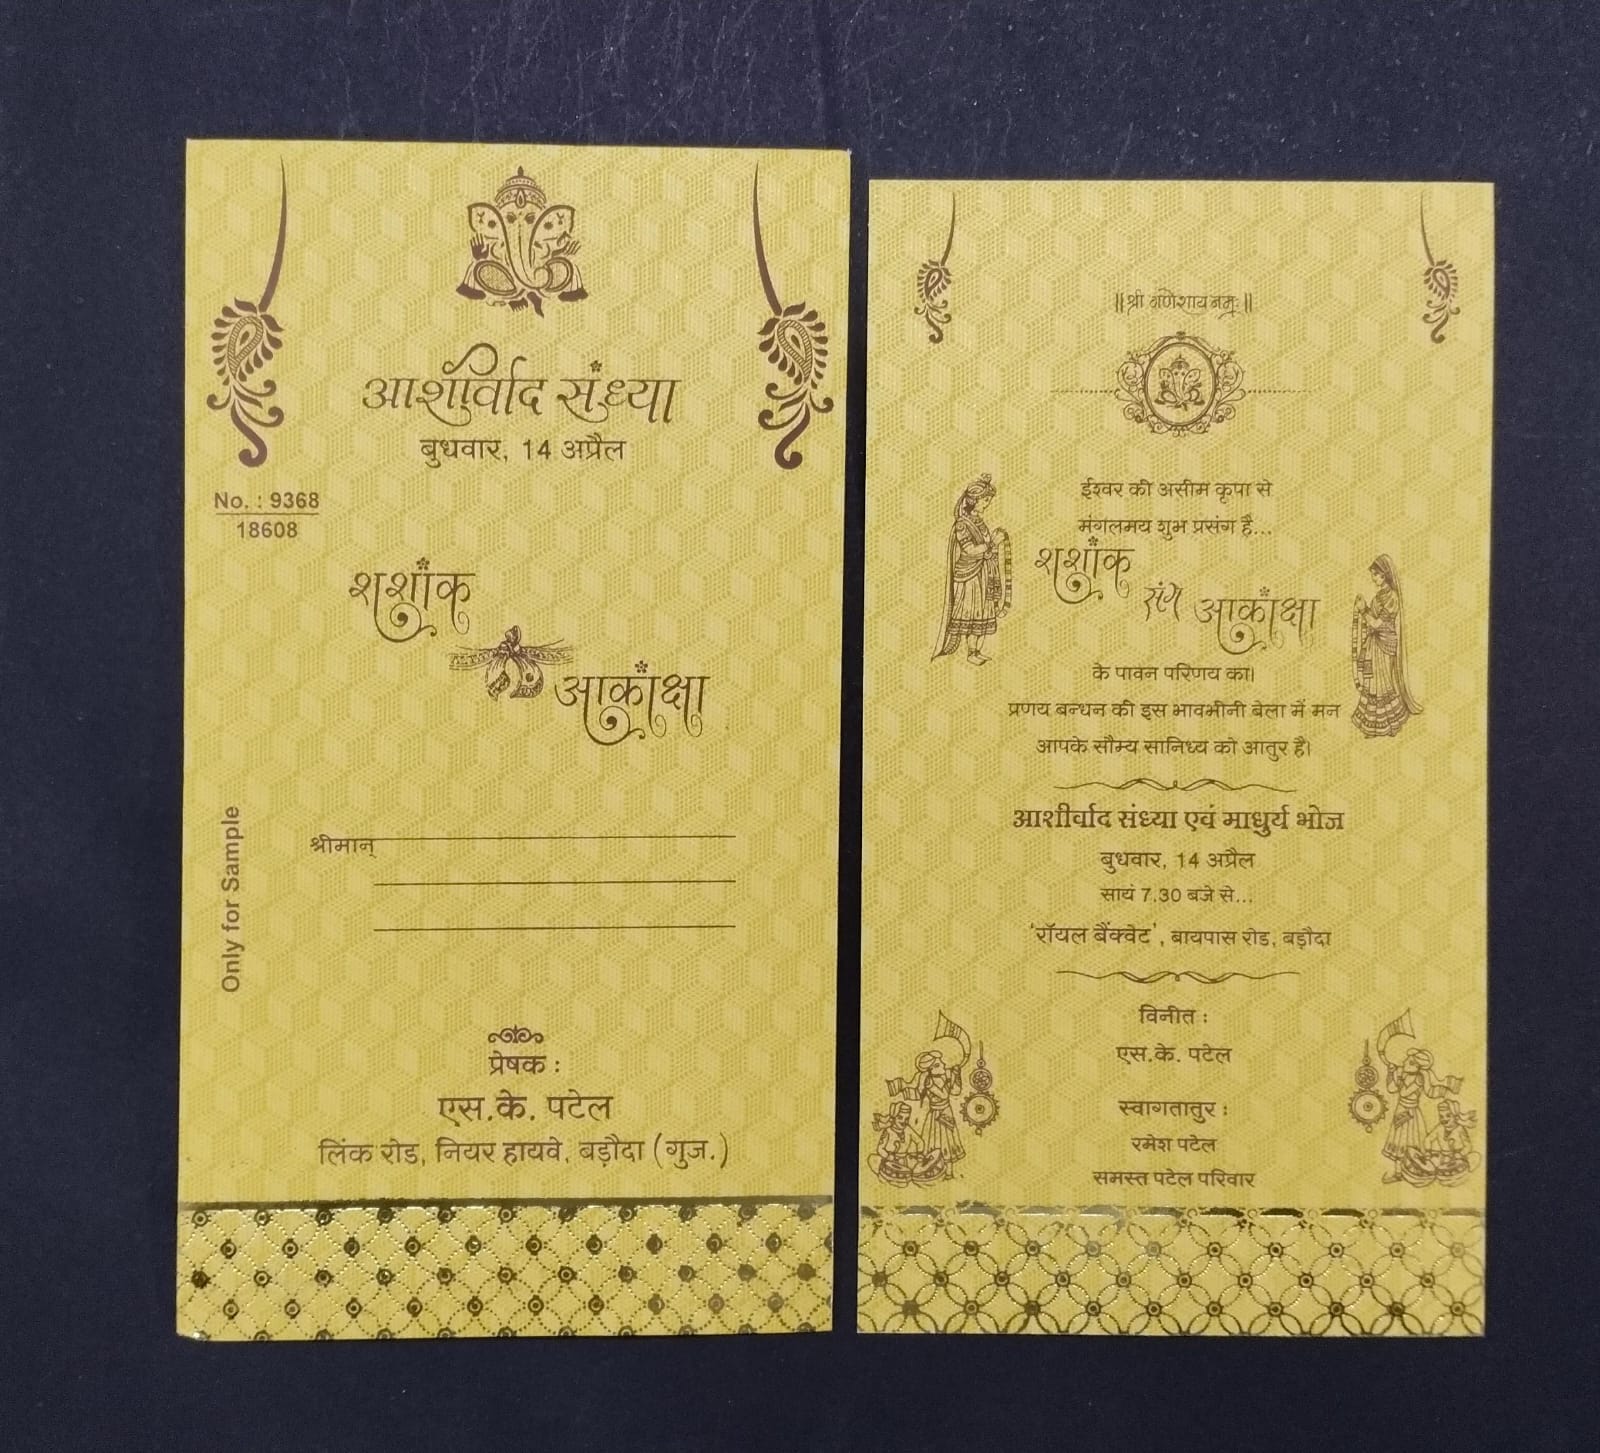 आशीर्वाद संध्या
बुधवार, 14 अप्रैल
No. : 9368
18608
शशांक
आकांक्षा
Only for Sample
श्रीमान्
प्रेषक :
एस.के. पटेल
लिंक रोड, नियर हायवे, बड़ौदा (गुज.)
॥ श्री गणेशाय नमः ॥
ईश्वर की असीम कृपा से
मंगलमय शुभ प्रसंग है...
शशांक
संग आकांक्षा
के पावन परिणय का।
प्रणय बन्धन की इस भावभीनी बेला में मन
आपके सौम्य सानिध्य को आतुर है।
आशीर्वाद संध्या एवं माधुर्य भोज
बुधवार, 14 अप्रैल
सायं 7.30 बजे से...
'रॉयल बैंक्वेट', बायपास रोड, बड़ौदा
विनीत :
एस.के. पटेल
स्वागतातुर :
रमेश पटेल
समस्त पटेल परिवार